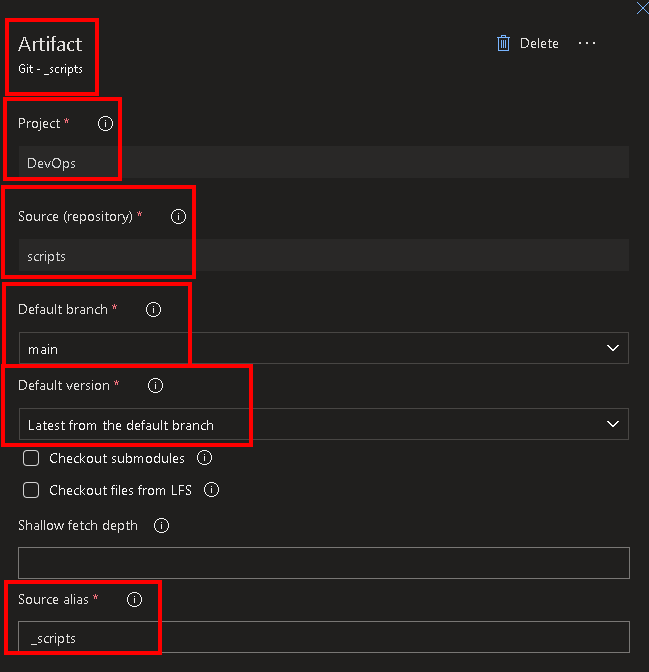 Artifact
Git - _scripts
Delete ...
Project *
DevOps
Source (repository) *
scripts
Default branch *
main
Default version *
Latest from the default branch
Checkout submodules
Checkout files from LFS
Shallow fetch depth
Source alias *
_scripts